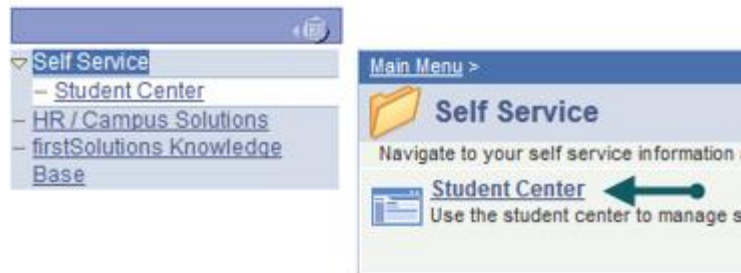 Self Service
Student Center
HR / Campus Solutions
firstSolutions Knowledge
Base
Main Menu >
Self Service
Navigate to your self service information
Student Center
Use the student center to manage s